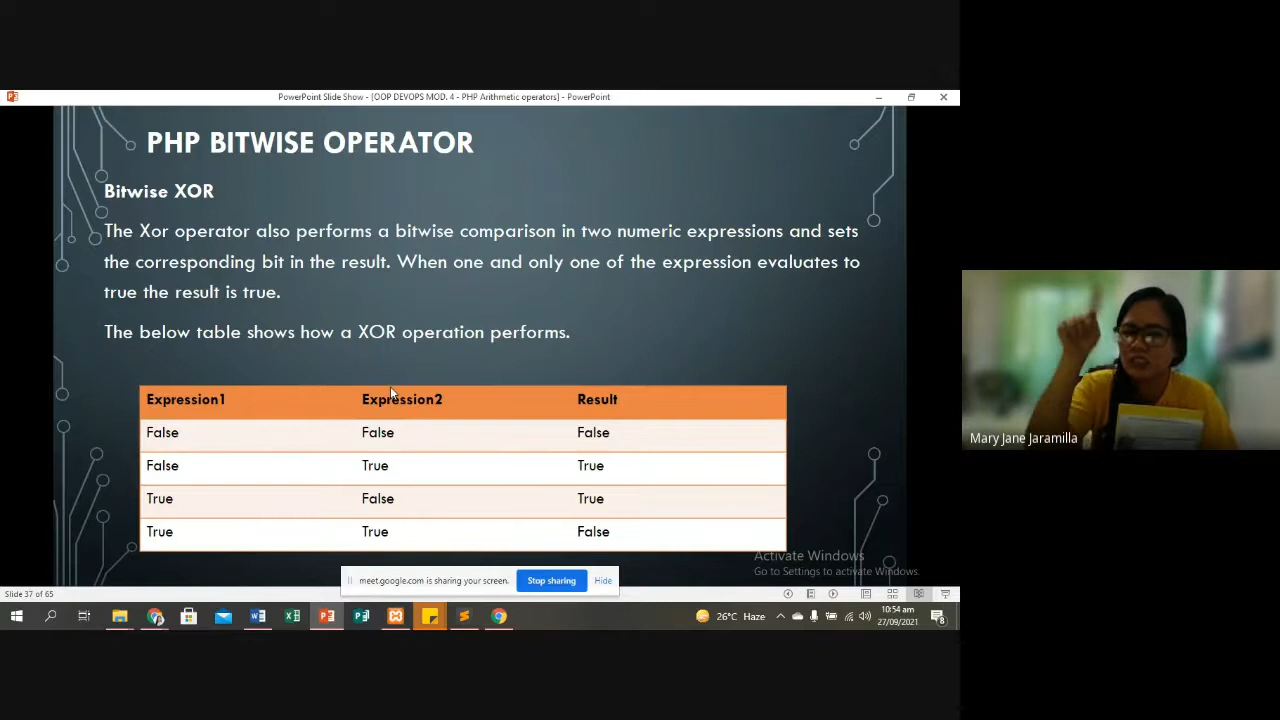 PowerPoint Slide Show - [OOP DEVOPS MOD. 4 - PHP Arithmetic operators] - PowerPoint
PHP BITWISE OPERATOR
Bitwise XOR
The Xor operator also performs a bitwise comparison in two numeric expressions and sets
the corresponding bit in the result. When one and only one of the expression evaluates to
true the result is true.
The below table shows how a XOR operation performs.
Expression1 Expression2 Result
False False False
False True True
True False True
True True False
Mary Jane Jaramilla
Activate Windows
Go to Settings to activate Windows.
meet.google.com is sharing your screen. Stop sharing Hide
Slide 37 of 65
26°C Haze
10:54 am
27/09/2021
8